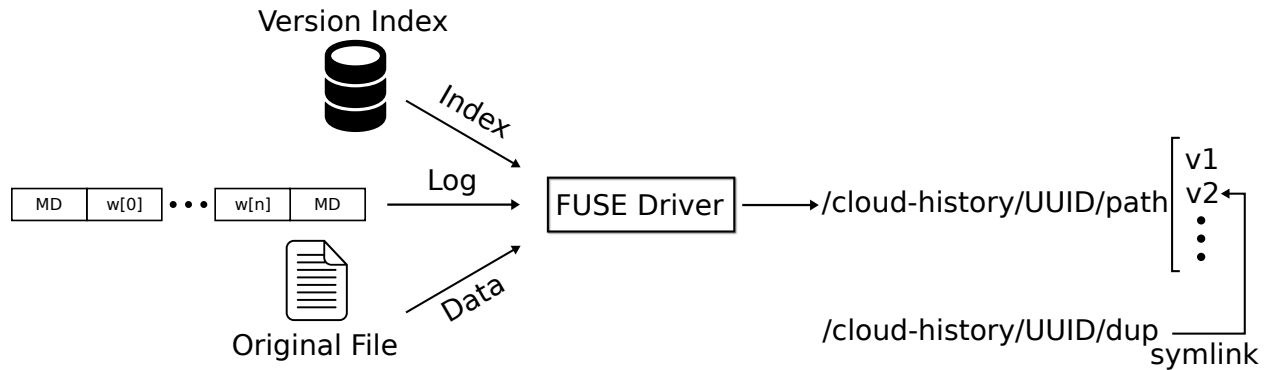 Version Index
Index
MD w[0] w[n] MD
Log
FUSE Driver
/cloud-history/UUID/path
v1
v2
Data
Original File
/cloud-history/UUID/dup
symlink